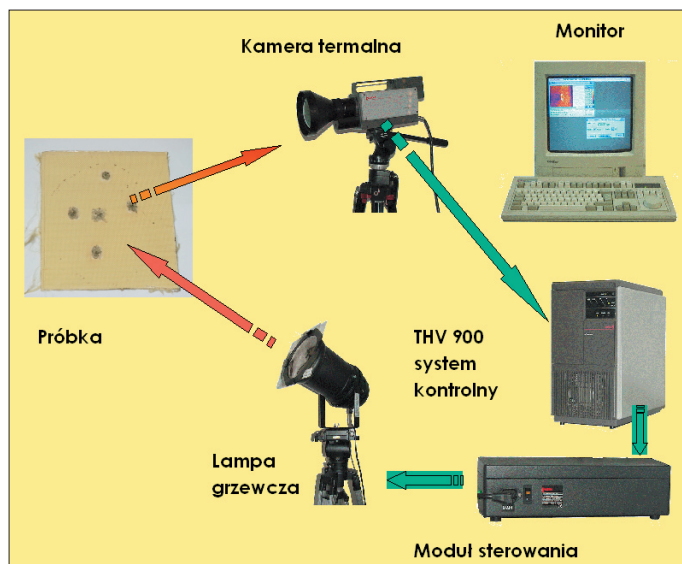 Kamera termalna
Monitor
Próbka
THV 900
system
kontrolny
Lampa
grzewcza
Moduł sterowania